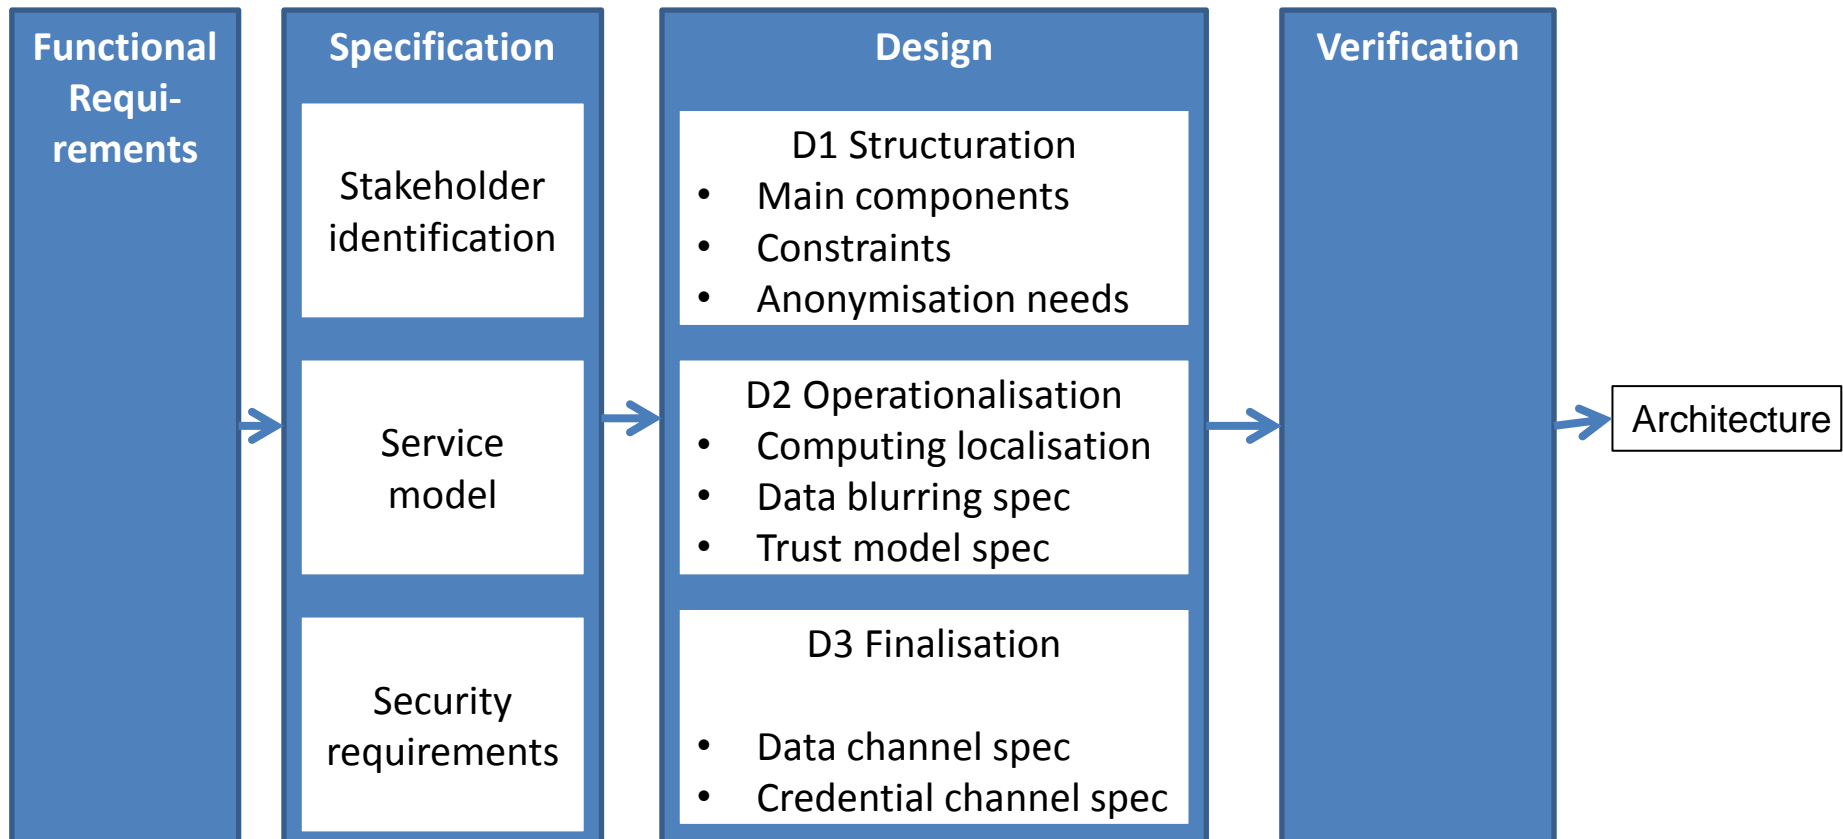 Functional
Requi-
rements
Specification
Stakeholder
identification
Service
model
Security
requirements
Design
D1 Structuration
• Main components
• Constraints
• Anonymisation needs
D2 Operationalisation
• Computing localisation
• Data blurring spec
• Trust model spec
D3 Finalisation
• Data channel spec
• Credential channel spec
Verification
Architecture